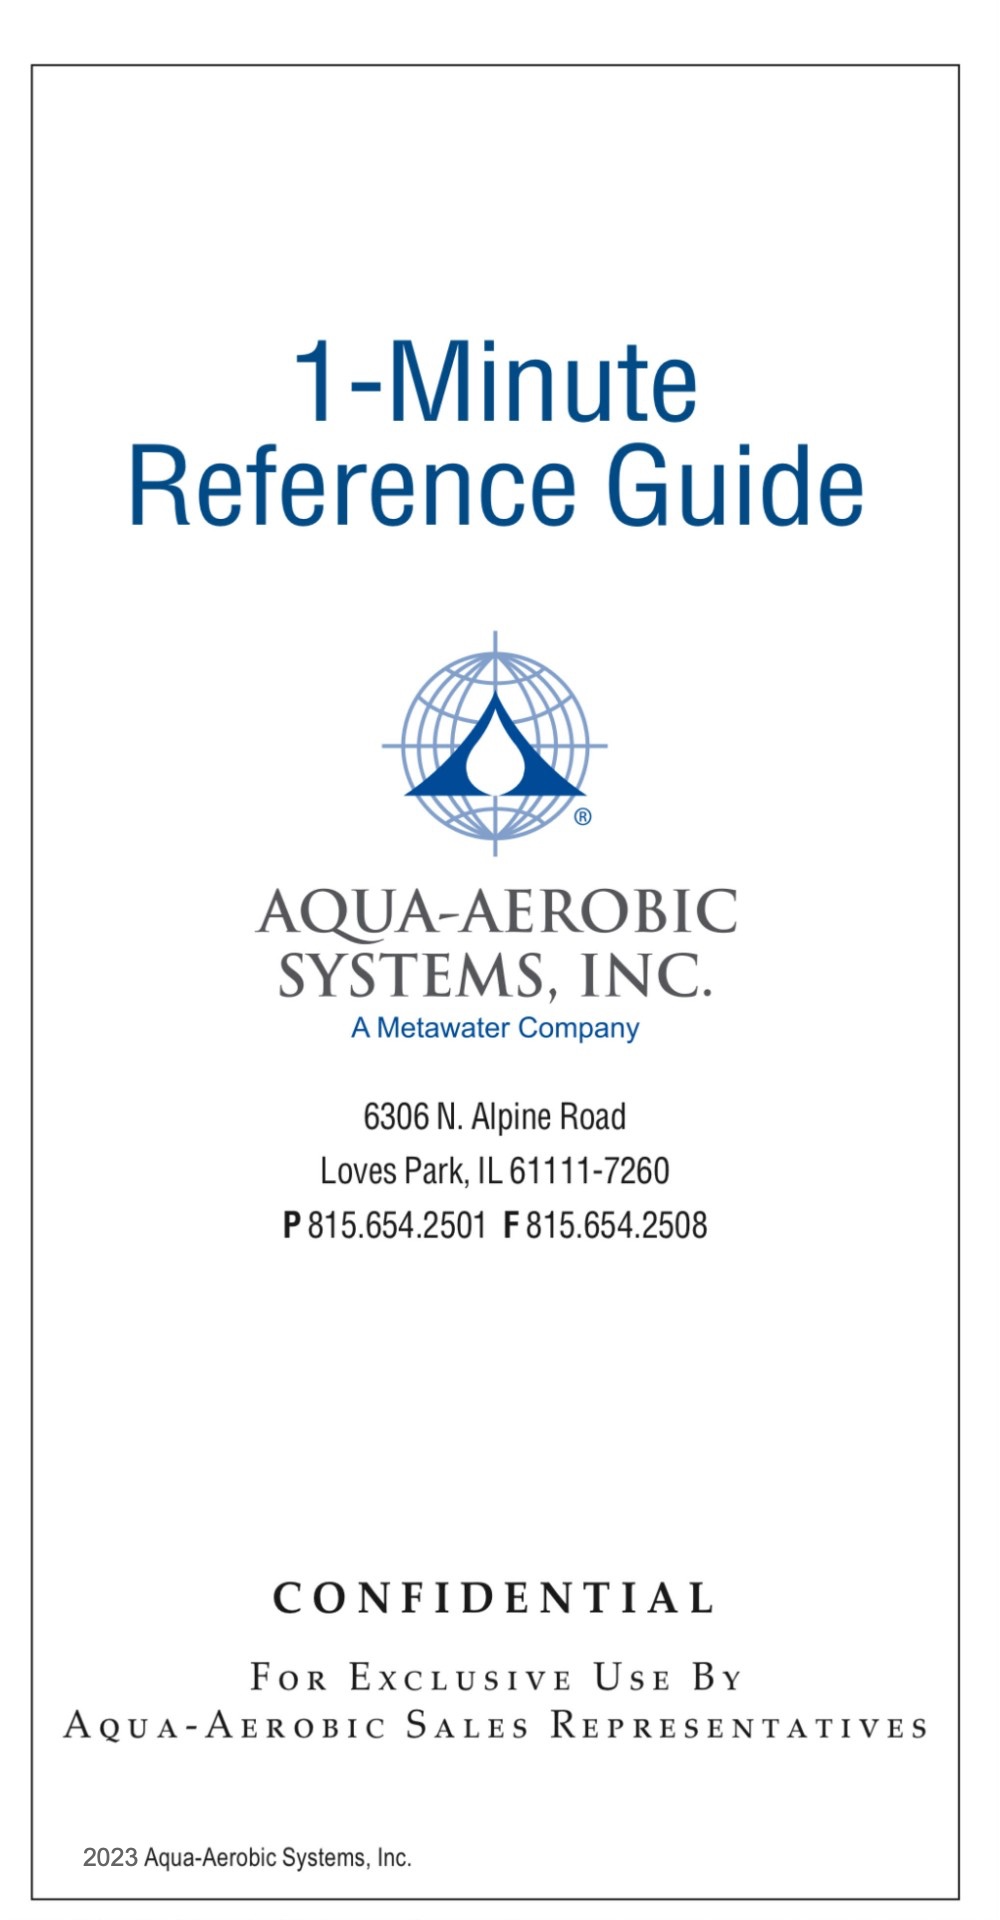 1-Minute
Reference Guide
®
AQUA-AEROBIC
SYSTEMS, INC.
A Metawater Company
6306 N. Alpine Road
Loves Park, IL 61111-7260
P 815.654.2501 F 815.654.2508
CONFIDENTIAL
For Exclusive Use By
Aqua-Aerobic Sales Representatives
2023 Aqua-Aerobic Systems, Inc.